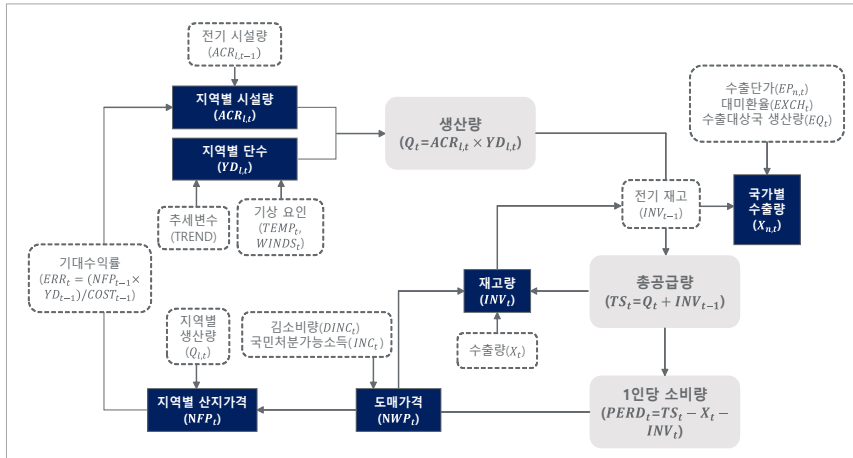 전기 시설량
(ACR_{i,t-1})
지역별 시설량
(ACR_{i,t})
지역별 단수
(YD_{i,t})
추세변수
(TREND)
기상 요인
(TEMP_t,
WINDS_t)
생산량
(Q_t=ACR_{i,t} × YD_{i,t})
수출단가(EP_{n,t})
대미환율(EXCH_t)
수출대상국 생산량(EQ_t)
전기 재고
(INV_{t-1})
국가별
수출량
(X_{n,t})
기대수익률
(ERR_t = (NFP_{t-1}×
YD_{t-1})/COST_{t-1})
재고량
(INV_t)
총공급량
(TS_t=Q_t + INV_{t-1})
지역별
생산량
(Q_{i,t})
김소비량(DINC_t)
국민처분가능소득(INC_t)
수출량(X_t)
지역별 산지가격
(NFP_t)
도매가격
(NWP_t)
1인당 소비량
(PERD_t=TS_t − X_t −
INV_t)